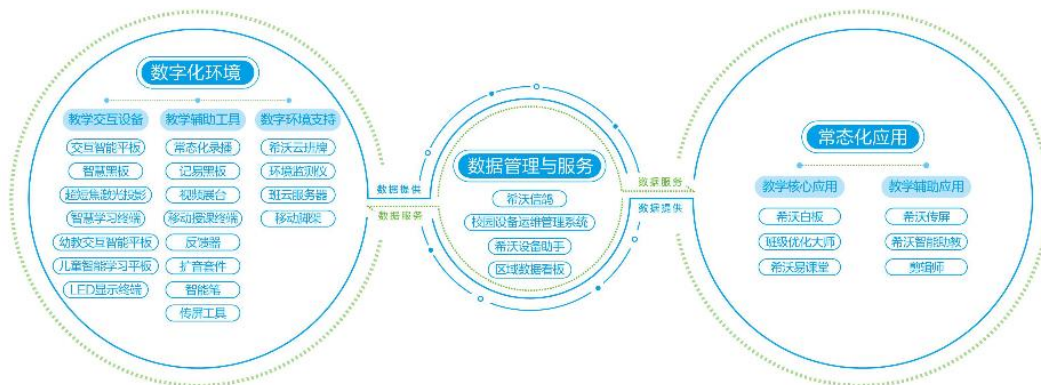 数字化环境
教学交互设备
交互智能平板
智慧黑板
超短焦激光投影
智慧学习终端
幼教交互智能平板
儿童智能学习平板
LED显示终端
教学辅助工具
常态化录播
记易黑板
视频展台
移动授课终端
反馈器
扩音套件
智能笔
传屏工具
数字环境支持
希沃云班牌
环境监测仪
班云服务器
数据提供
数据服务
数据管理与服务
希沃信鸽
校园设备运维管理系统
希沃设备助手
区域数据看板
数据服务
数据提供
常态化应用
教学核心应用
希沃白板
班级优化大师
希沃易课堂
教学辅助应用
希沃传屏
希沃智能助教
剪辑师